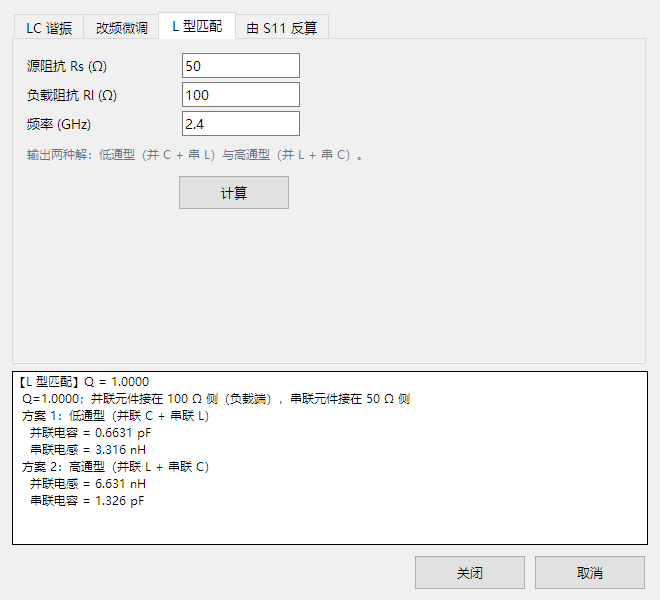 LC 谐振
改频微调
L 型匹配
由 S11 反算
源阻抗 Rs (Ω)
50
负载阻抗 Rl (Ω)
100
频率 (GHz)
2.4
输出两种解：低通型（并 C + 串 L）与高通型（并 L + 串 C）。
计算
【L 型匹配】Q = 1.0000
Q=1.0000；并联元件接在 100 Ω 侧（负载端），串联元件接在 50 Ω 侧
方案 1：低通型（并联 C + 串联 L）
并联电容 = 0.6631 pF
串联电感 = 3.316 nH
方案 2：高通型（并联 L + 串联 C）
并联电感 = 6.631 nH
串联电容 = 1.326 pF
关闭
取消